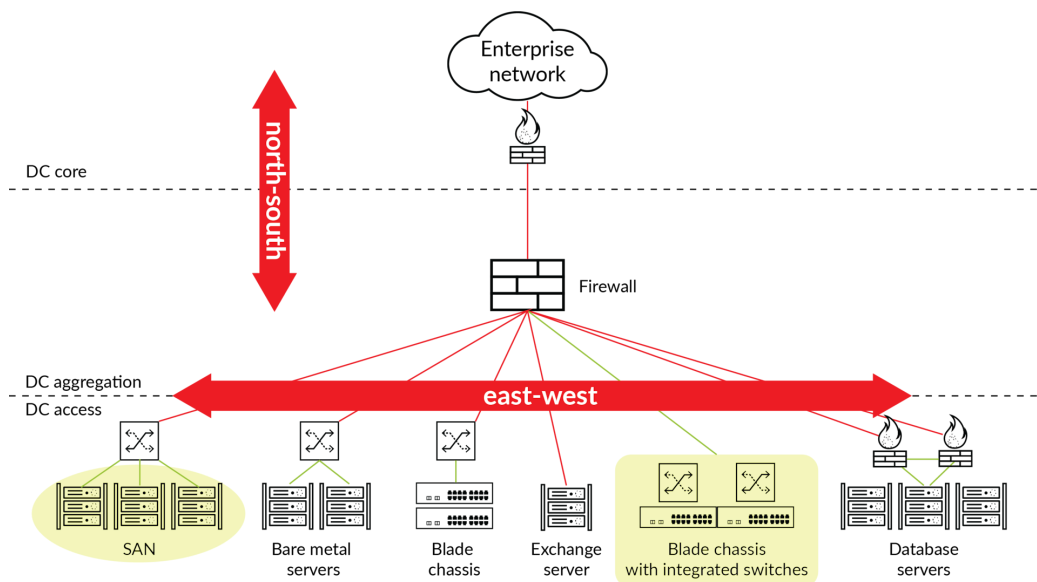 Enterprise
network
DC core
north-south
Firewall
DC aggregation
east-west
DC access
SAN
Bare metal
servers
Blade
chassis
Exchange
server
Blade chassis
with integrated switches
Database
servers